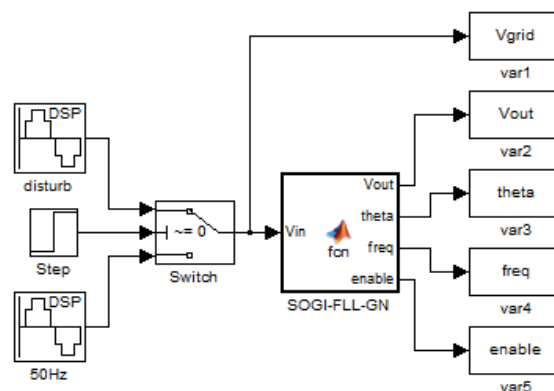 Vgrid
var1
DSP
disturb
Vout
var2
Step
~= 0
Switch
Vin
fcn
Vout
theta
freq
enable
SOGI-FLL-GN
theta
var3
freq
var4
DSP
50Hz
enable
var5